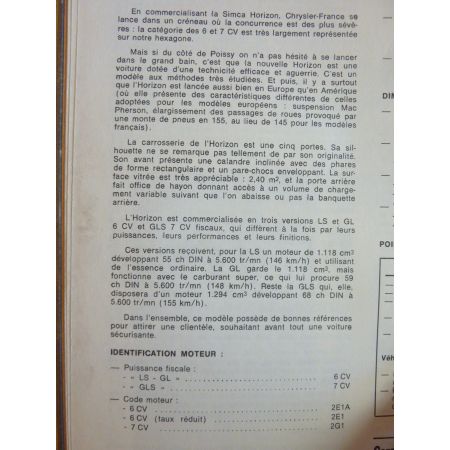 En commercialisant la Simca Horizon, Chrysler-France se
lance dans un créneau où la concurrence est des plus sévè-
res : la catégorie des 6 et 7 CV est très largement représentée
sur notre hexagone.
Mais si du côté de Poissy on n'a pas hésité à se lancer
dans le grand bain, c'est que la nouvelle Horizon est une
voiture dotée d'une technicité efficace et aguerrie. C'est un
modèle aux méthodes très étudiées. Et puis, il y a surtout
que l'Horizon est lancée aussi bien en Europe qu'en Amérique
(où elle présente des caractéristiques différentes de celles
adoptées pour les modèles européens : suspension Mac
Pherson, élargissement des passages de roues provoqué par
une monte de pneus en 155, au lieu de 145 pour les modèles
français).
La carrosserie de l'Horizon est une cinq portes. Sa sil-
houette ne se remarque pas tellement de par son originalité.
Son avant présente une calandre inclinée avec des phares
de forme rectangulaire et un pare-chocs enveloppant. La sur-
face vitrée est très appréciable : 2,40 m², et la porte arrière
fait office de hayon donnant accès à un volume de charge-
ment variable suivant que l'on abaisse ou pas la banquette
arrière.
L'Horizon est commercialisée en trois versions LS et GL
6 CV et GLS 7 CV fiscaux, qui diffèrent à la fois par leurs
puissances, leurs performances et leurs finitions.
Ces versions reçoivent, pour la LS un moteur de 1.118 cm³
développant 55 ch DIN à 5.600 tr/mn (146 km/h) et utilisant
de l'essence ordinaire. La GL garde le 1.118 cm³, mais
fonctionne avec le carburant super, ce qui lui procure 59
ch DIN à 5.600 tr/mn (148 km/h). Reste la GLS qui, elle,
disposera d'un moteur 1.294 cm³ développant 68 ch DIN à
5.600 tr/mn (155 km/h).
Dans l'ensemble, ce modèle possède de bonnes références
pour attirer une clientèle, souhaitant avant tout une voiture
sécurisante.
IDENTIFICATION MOTEUR :
— Puissance fiscale :
- « LS - GL » ........ 6 CV
- « GLS » ........ 7 CV
— Code moteur :
- 6 CV ........ 2E1A
- 6 CV (taux réduit) ........ 2E1
- 7 CV ........ 2G1